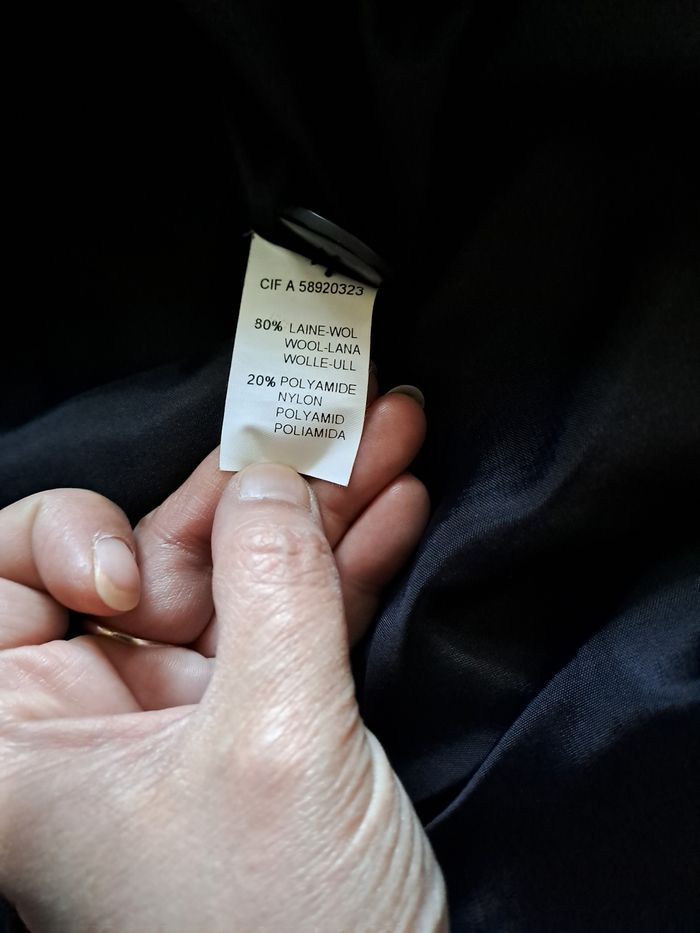 CIF A 58920323
80% LAINE-WOL
WOOL-LANA
WOLLE-ULL
20% POLYAMIDE
NYLON
POLYAMID
POLIAMIDA